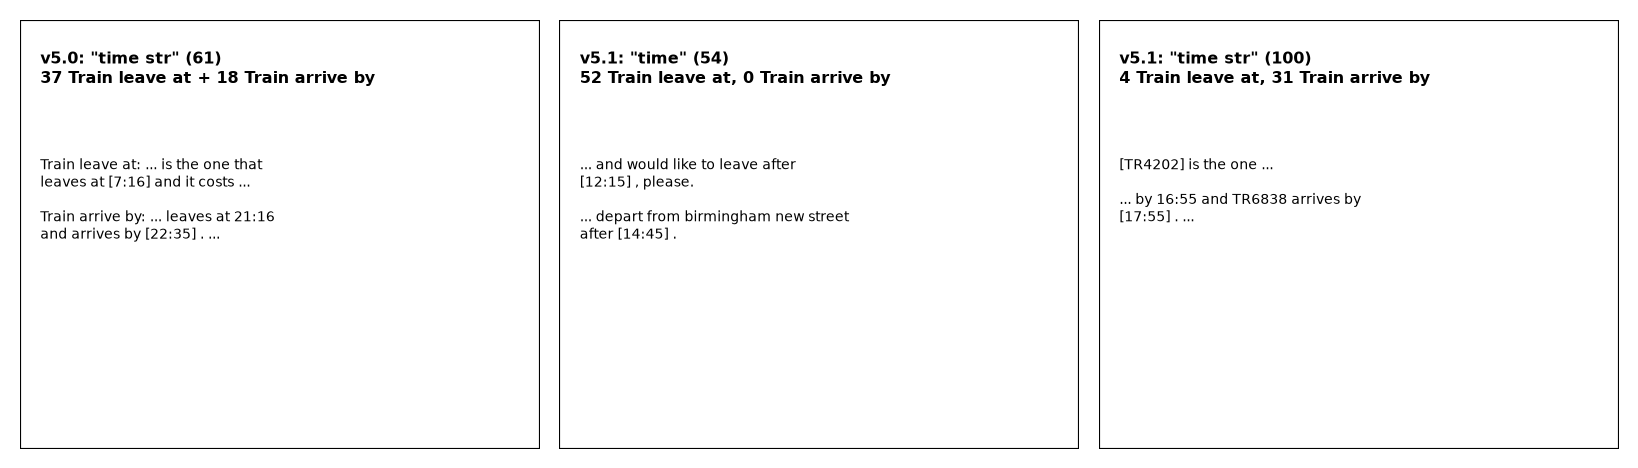 v5.0: "time str" (61)
37 Train leave at + 18 Train arrive by
Train leave at: ... is the one that
leaves at [7:16] and it costs ...
Train arrive by: ... leaves at 21:16
and arrives by [22:35] . ...
v5.1: "time" (54)
52 Train leave at, 0 Train arrive by
... and would like to leave after
[12:15] , please.
... depart from birmingham new street
after [14:45] .
v5.1: "time str" (100)
4 Train leave at, 31 Train arrive by
[TR4202] is the one ...
... by 16:55 and TR6838 arrives by
[17:55] . ...